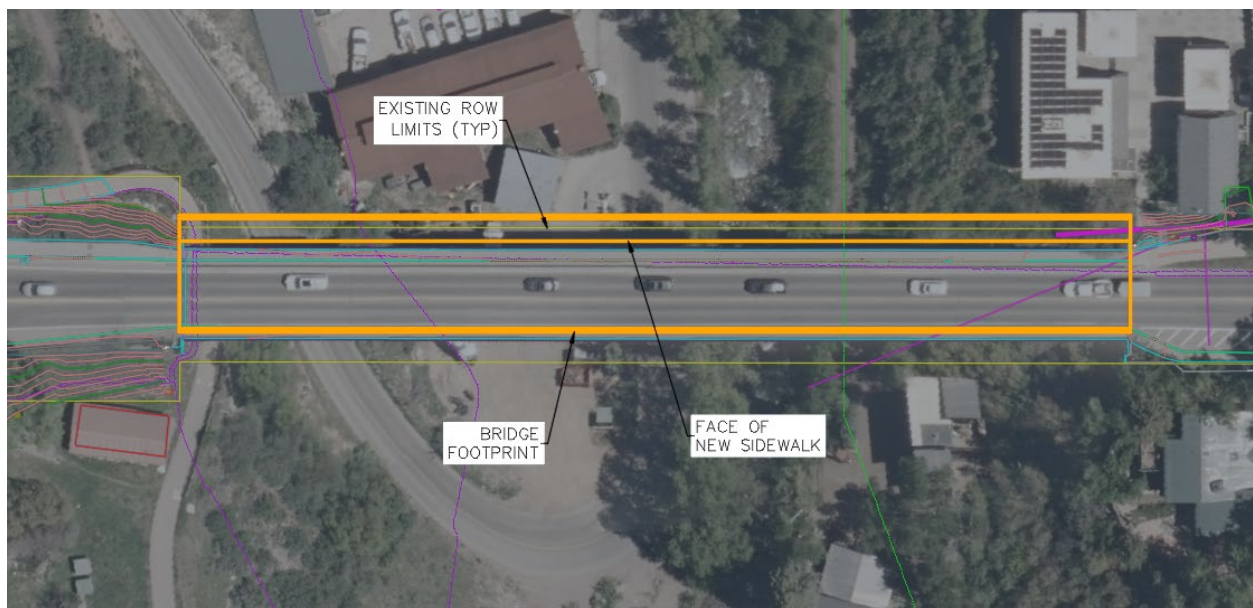 EXISTING ROW
LIMITS (TYP)
BRIDGE
FOOTPRINT
FACE OF
NEW SIDEWALK